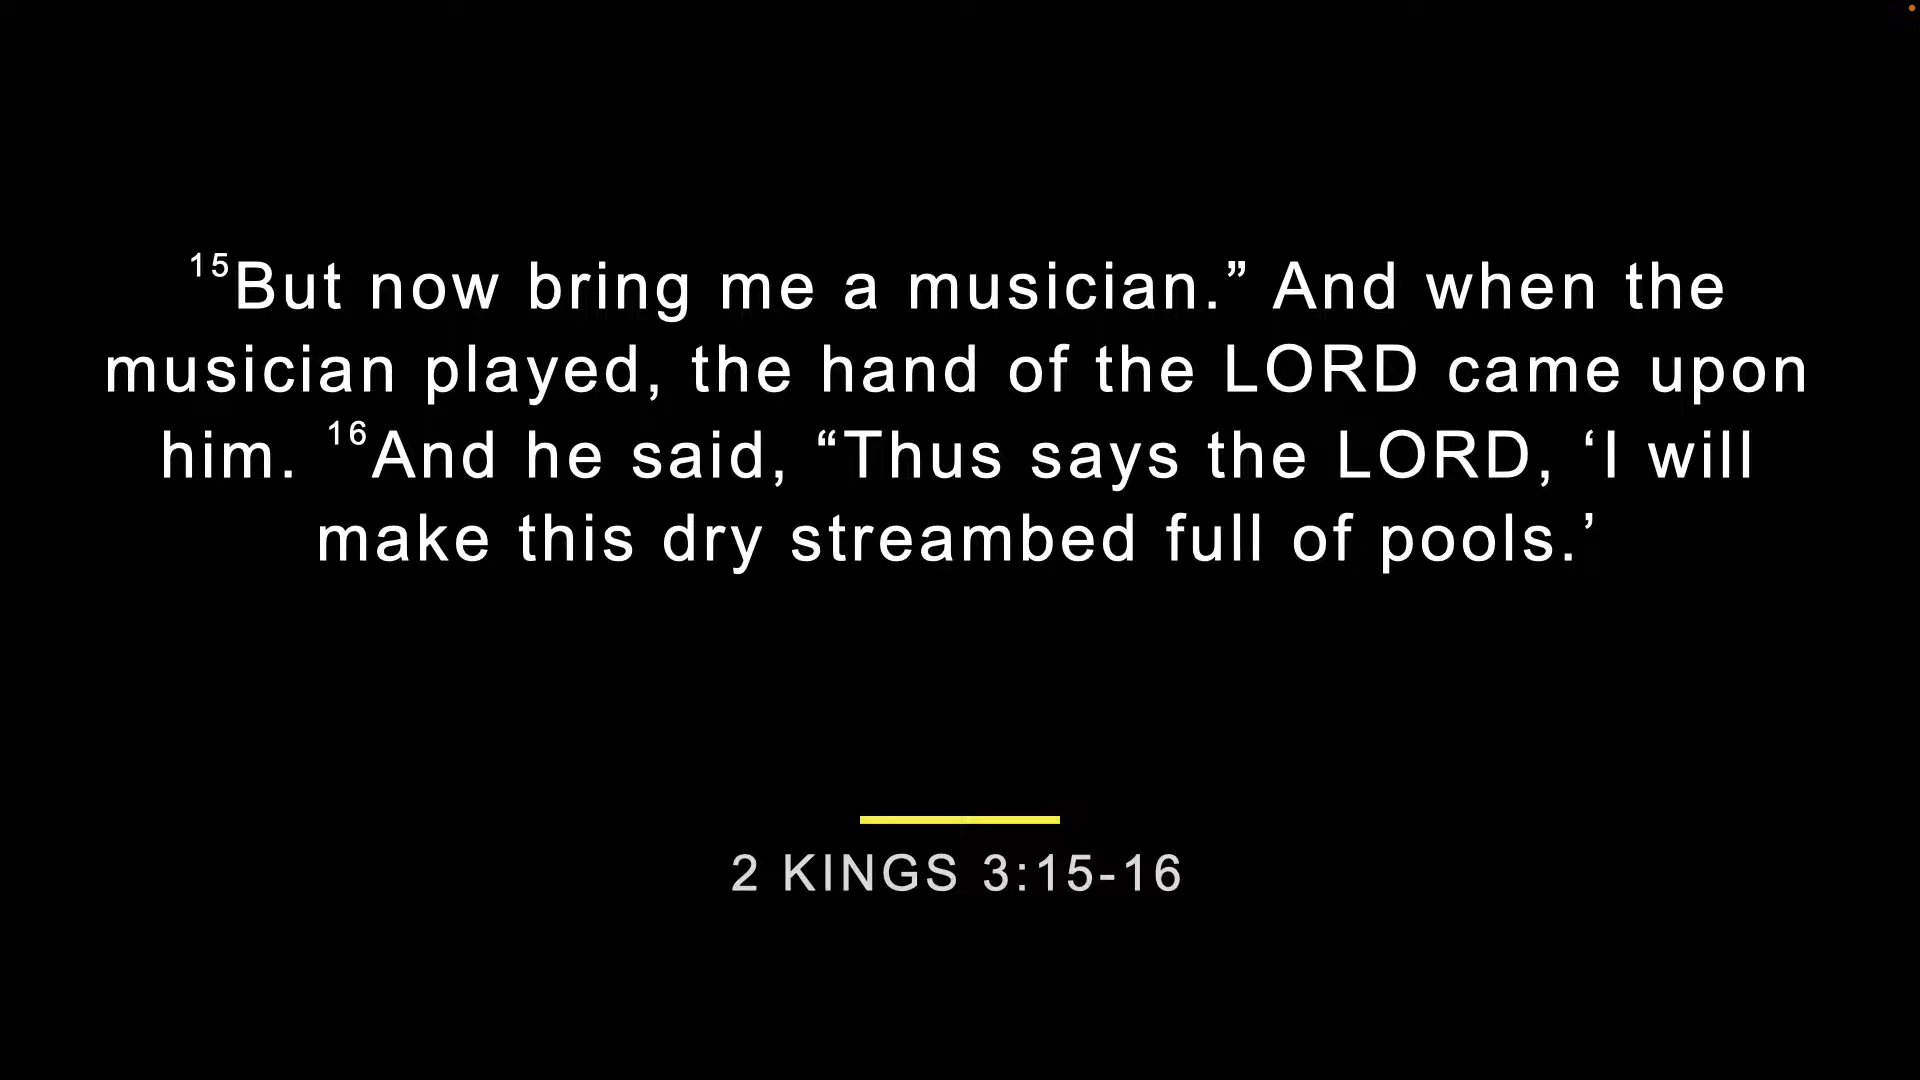 ¹⁵But now bring me a musician.” And when the
musician played, the hand of the LORD came upon
him. ¹⁶And he said, “Thus says the LORD, ‘I will
make this dry streambed full of pools.’
2 KINGS 3:15-16